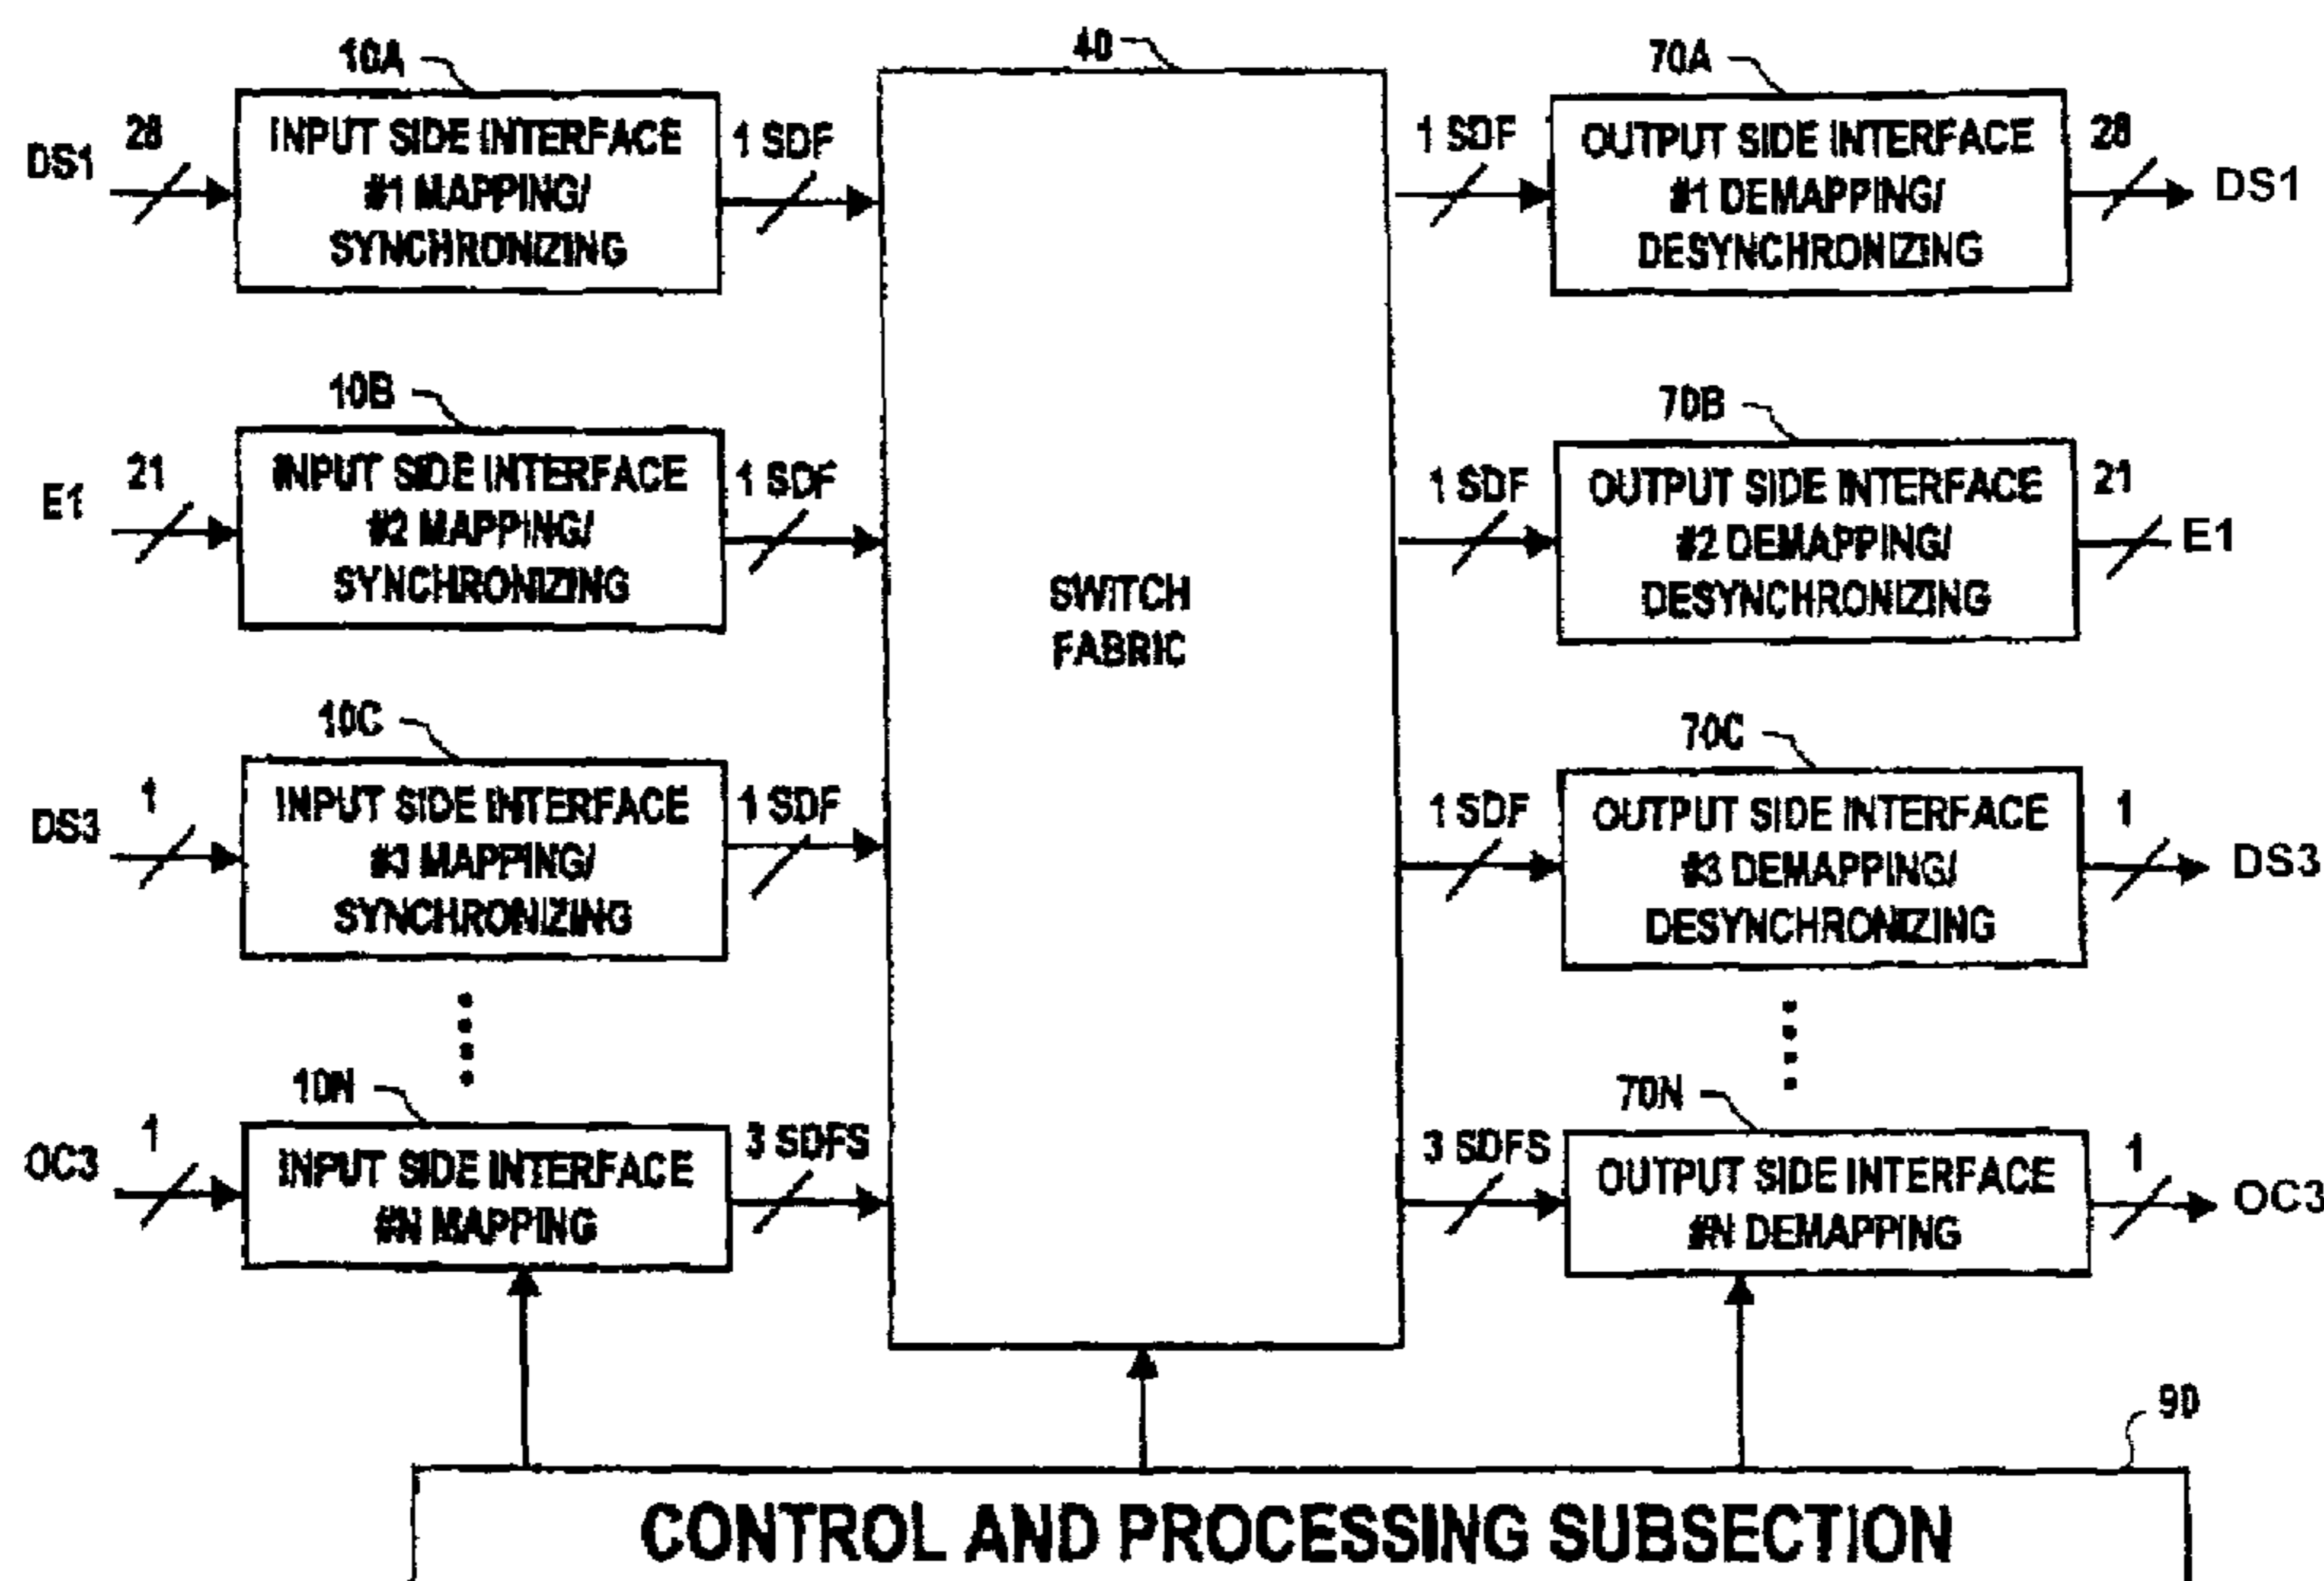 10A
40
70A
DS1
28
INPUT SIDE INTERFACE
#1 MAPPING/
SYNCHRONIZING
1 SDF
1 SDF
OUTPUT SIDE INTERFACE
#1 DEMAPPING/
DESYNCHRONIZING
28
DS1
10B
70B
E1
21
INPUT SIDE INTERFACE
#2 MAPPING/
SYNCHRONIZING
1 SDF
SWITCH
FABRIC
1 SDF
OUTPUT SIDE INTERFACE
#2 DEMAPPING/
DESYNCHRONIZING
21
E1
10C
70C
DS3
1
INPUT SIDE INTERFACE
#3 MAPPING/
SYNCHRONIZING
1 SDF
1 SDF
OUTPUT SIDE INTERFACE
#3 DEMAPPING/
DESYNCHRONIZING
1
DS3
10N
70N
OC3
1
INPUT SIDE INTERFACE
#N MAPPING
3 SDFS
3 SDFS
OUTPUT SIDE INTERFACE
#N DEMAPPING
1
OC3
90
CONTROL AND PROCESSING SUBSECTION